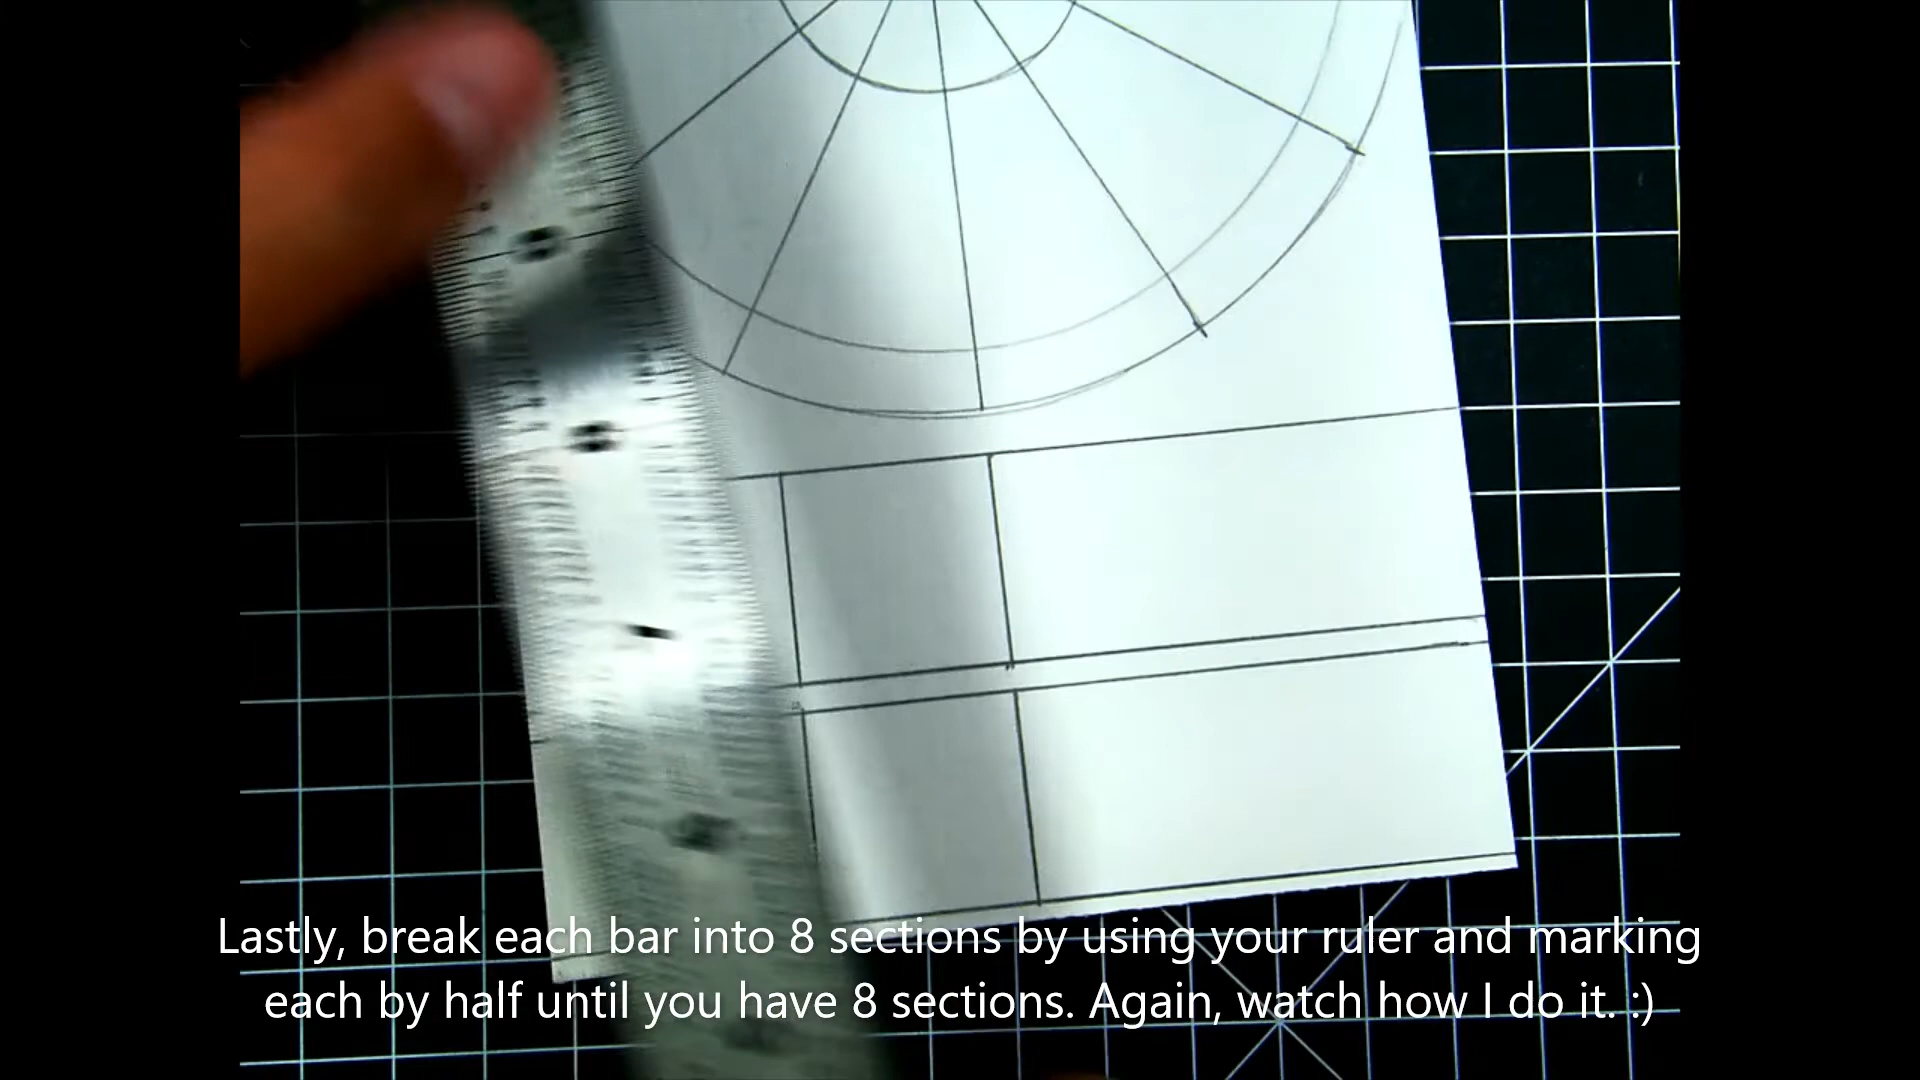 Lastly, break each bar into 8 sections by using your ruler and marking
each by half until you have 8 sections. Again, watch how I do it. :)